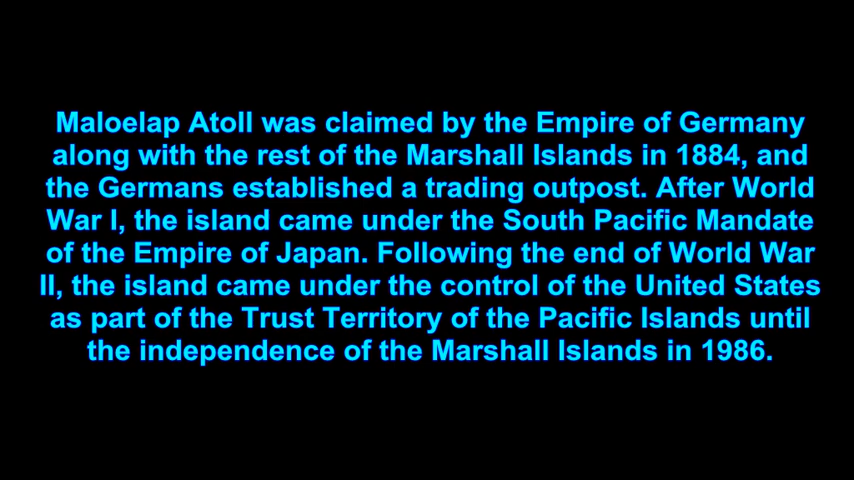 Maloelap Atoll was claimed by the Empire of Germany
along with the rest of the Marshall Islands in 1884, and
the Germans established a trading outpost. After World
War I, the island came under the South Pacific Mandate
of the Empire of Japan. Following the end of World War
II, the island came under the control of the United States
as part of the Trust Territory of the Pacific Islands until
the independence of the Marshall Islands in 1986.